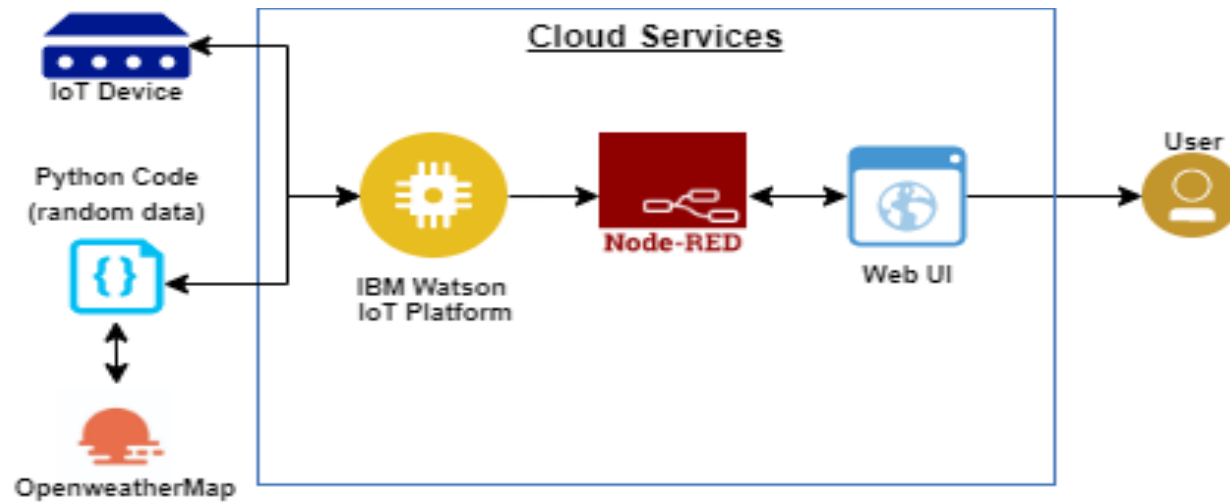 Cloud Services
IoT Device
Python Code
(random data)
OpenweatherMap
IBM Watson
IoT Platform
Node-RED
Web UI
User